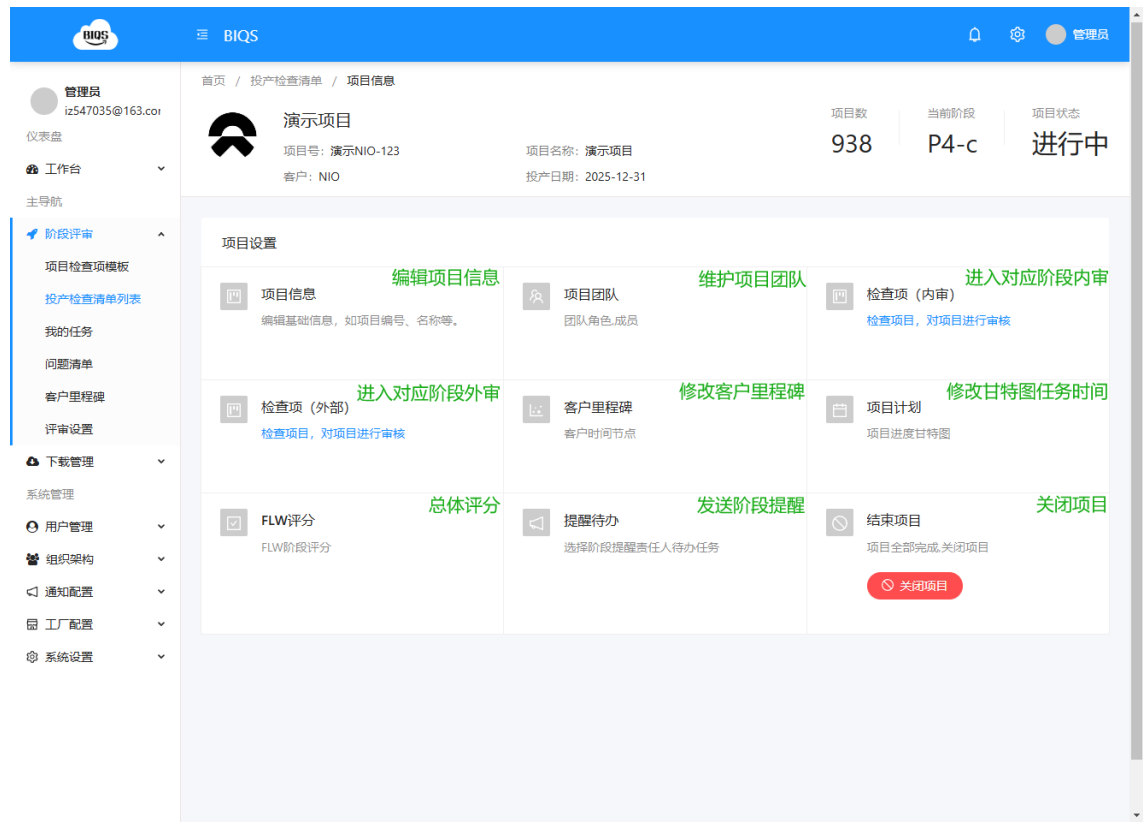 BIQS
BIQS
管理员
管理员
iz547035@163.cor
仪表盘
工作台
主导航
阶段评审
项目检查项模板
投产检查清单列表
我的任务
问题清单
客户里程碑
评审设置
下载管理
系统管理
用户管理
组织架构
通知配置
工厂配置
系统设置
首页 / 投产检查清单 / 项目信息
演示项目
项目号：演示NIO-123
项目名称：演示项目
客户：NIO
投产日期：2025-12-31
项目数
938
当前阶段
P4-c
项目状态
进行中
项目设置
编辑项目信息
项目信息
编辑基础信息，如项目编号、名称等。
维护项目团队
项目团队
团队角色,成员
进入对应阶段内审
检查项（内审）
检查项目，对项目进行审核
进入对应阶段外审
检查项（外部）
检查项目，对项目进行审核
修改客户里程碑
客户里程碑
客户时间节点
修改甘特图任务时间
项目计划
项目进度甘特图
总体评分
FLW评分
FLW阶段评分
发送阶段提醒
提醒待办
选择阶段提醒责任人待办任务
关闭项目
结束项目
项目全部完成,关闭项目
关闭项目